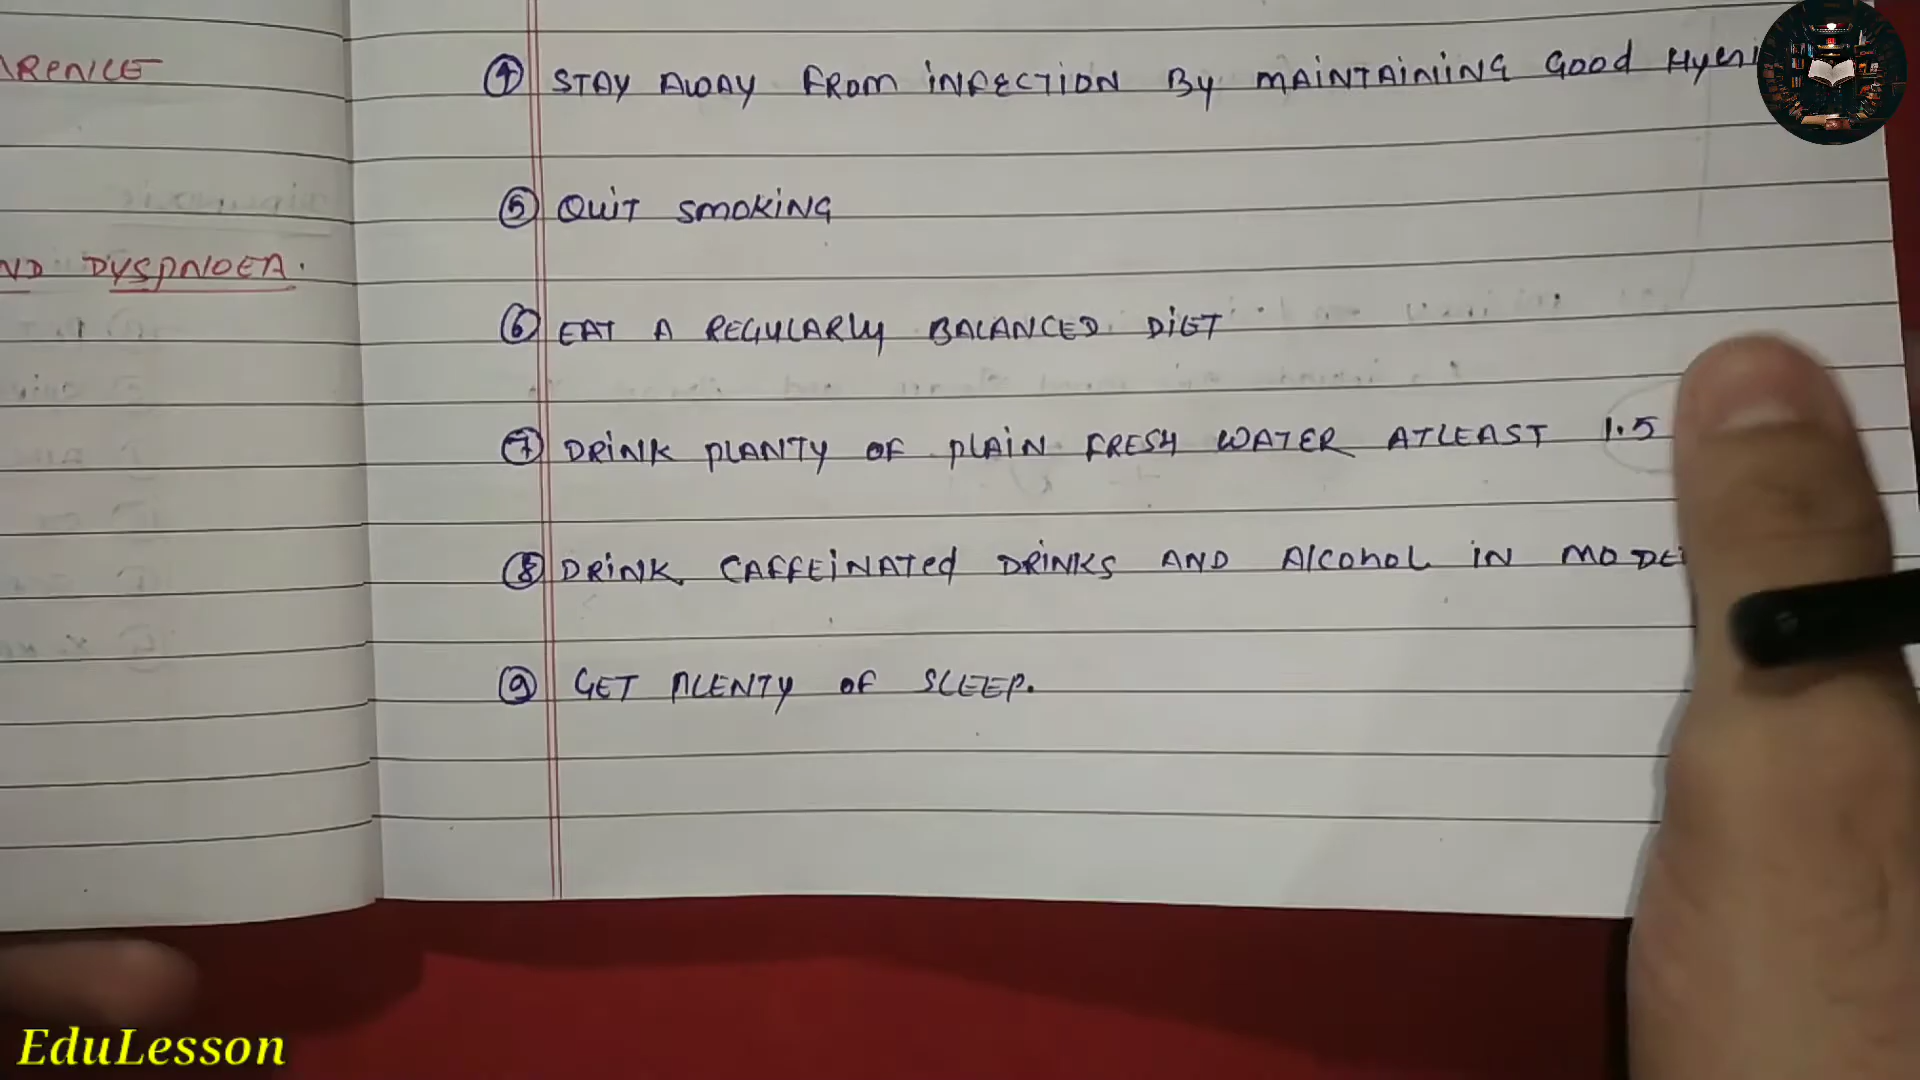 ④ STAY AWAY FROM INFECTION By MAINTAINING Good Hyeni
⑤ QUIT SMOKING
⑥ EAT A REGULARLY BALANCED DIET
⑦ DRINK PLANTY OF PLAIN FRESH WATER ATLEAST 1.5
⑧ DRINK CAFFEINATEd DRINKS AND AlCOhOL IN MODE
⑨ GET PLENTY OF SLEEP.
ND DYSPNOEA.
EduLesson